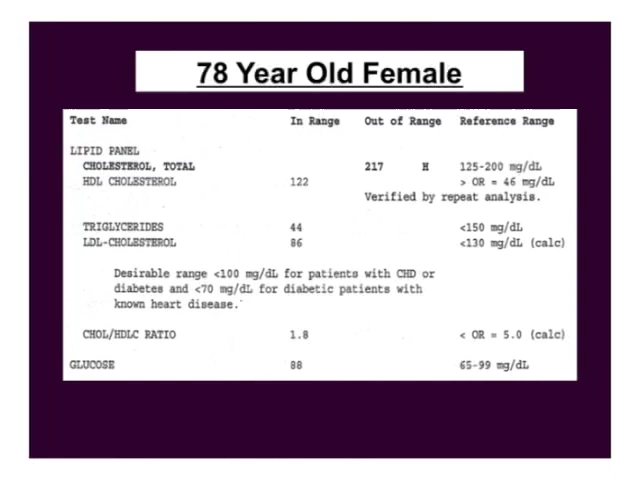 78 Year Old Female
Test Name In Range Out of Range Reference Range
LIPID PANEL
CHOLESTEROL, TOTAL 217 H 125-200 mg/dL
HDL CHOLESTEROL 122 > OR = 46 mg/dL
Verified by repeat analysis.
TRIGLYCERIDES 44 <150 mg/dL
LDL-CHOLESTEROL 86 <130 mg/dL (calc)
Desirable range <100 mg/dL for patients with CHD or
diabetes and <70 mg/dL for diabetic patients with
known heart disease.
CHOL/HDLC RATIO 1.8 < OR = 5.0 (calc)
GLUCOSE 88 65-99 mg/dL